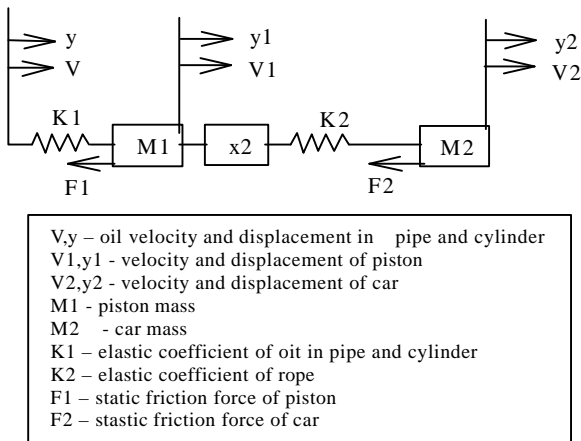 y
V
y1
V1
y2
V2
K1
K2
M1
x2
M2
F1
F2
V,y – oil velocity and displacement in pipe and cylinder
V1,y1 - velocity and displacement of piston
V2,y2 - velocity and displacement of car
M1 - piston mass
M2 - car mass
K1 – elastic coefficient of oit in pipe and cylinder
K2 – elastic coefficient of rope
F1 – static friction force of piston
F2 – stastic friction force of car